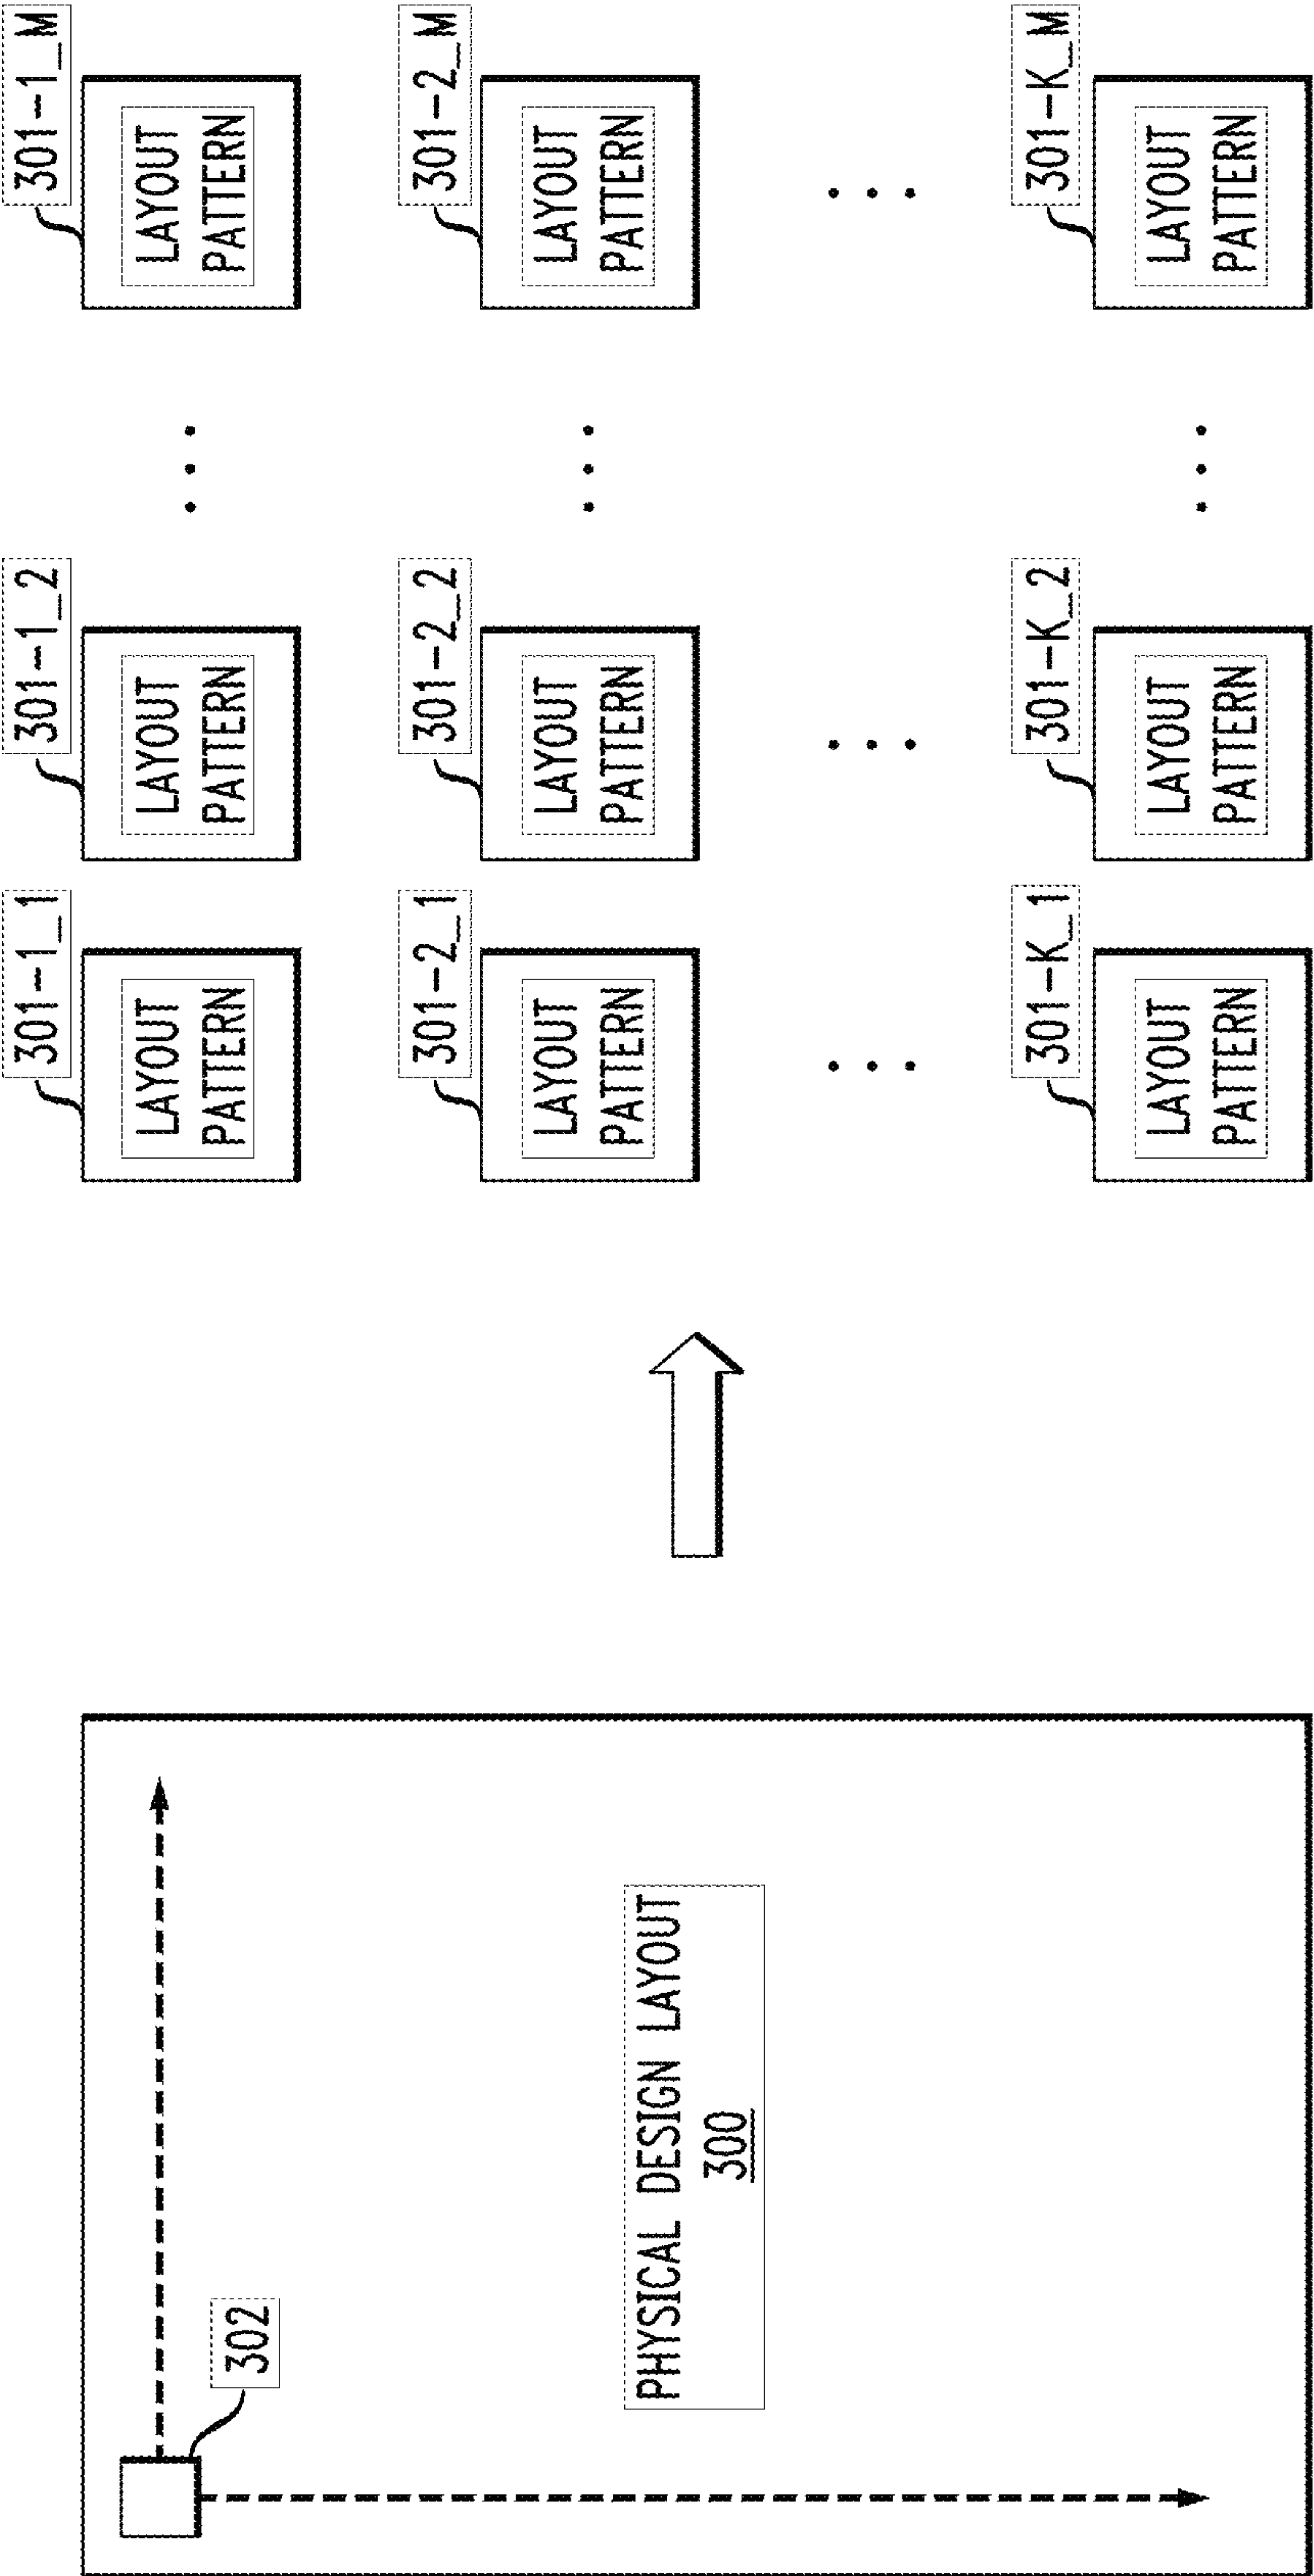 PHYSICAL DESIGN LAYOUT
300
302
301-1_1
LAYOUT
PATTERN
301-1_2
LAYOUT
PATTERN
• • •
301-1_M
LAYOUT
PATTERN
301-2_1
LAYOUT
PATTERN
301-2_2
LAYOUT
PATTERN
• • •
301-2_M
LAYOUT
PATTERN
• • •
• • •
• • •
301-K_1
LAYOUT
PATTERN
301-K_2
LAYOUT
PATTERN
• • •
301-K_M
LAYOUT
PATTERN